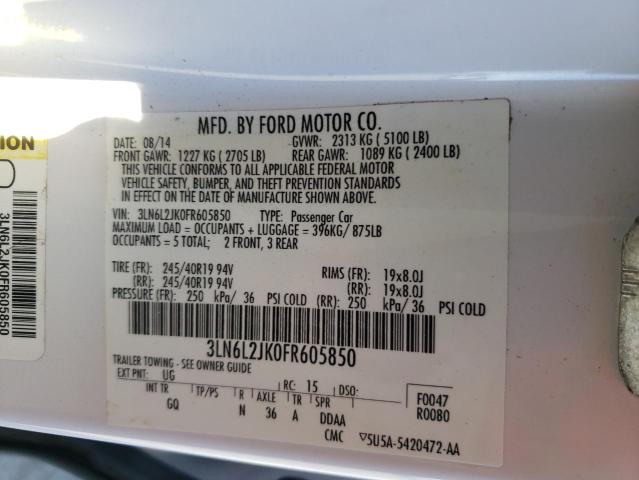 MFD. BY FORD MOTOR CO.
DATE: 08/14 GVWR: 2313 KG ( 5100 LB)
FRONT GAWR: 1227 KG ( 2705 LB) REAR GAWR: 1089 KG ( 2400 LB)
THIS VEHICLE CONFORMS TO ALL APPLICABLE FEDERAL MOTOR
VEHICLE SAFETY, BUMPER, AND THEFT PREVENTION STANDARDS
IN EFFECT ON THE DATE OF MANUFACTURE SHOWN ABOVE.
VIN: 3LN6L2JK0FR605850 TYPE: Passenger Car
MAXIMUM LOAD = OCCUPANTS + LUGGAGE = 396KG/ 875LB
OCCUPANTS = 5 TOTAL: 2 FRONT, 3 REAR
TIRE (FR): 245/40R19 94V RIMS (FR): 19x8.0J
(RR): 245/40R19 94V (RR): 19x8.0J
PRESSURE (FR): 250 kPa/ 36 PSI COLD (RR): 250 kPa/ 36 PSI COLD
3LN6L2JK0FR605850
TRAILER TOWING - SEE OWNER GUIDE
EXT PNT: UG RC: 15 DSO:
INT TR TP/PS R AXLE TR SPR
GQ N 36 A DDAA
CMC
F0047
R0080
5U5A-5420472-AA
ION
3LN6L2JK0FR605850